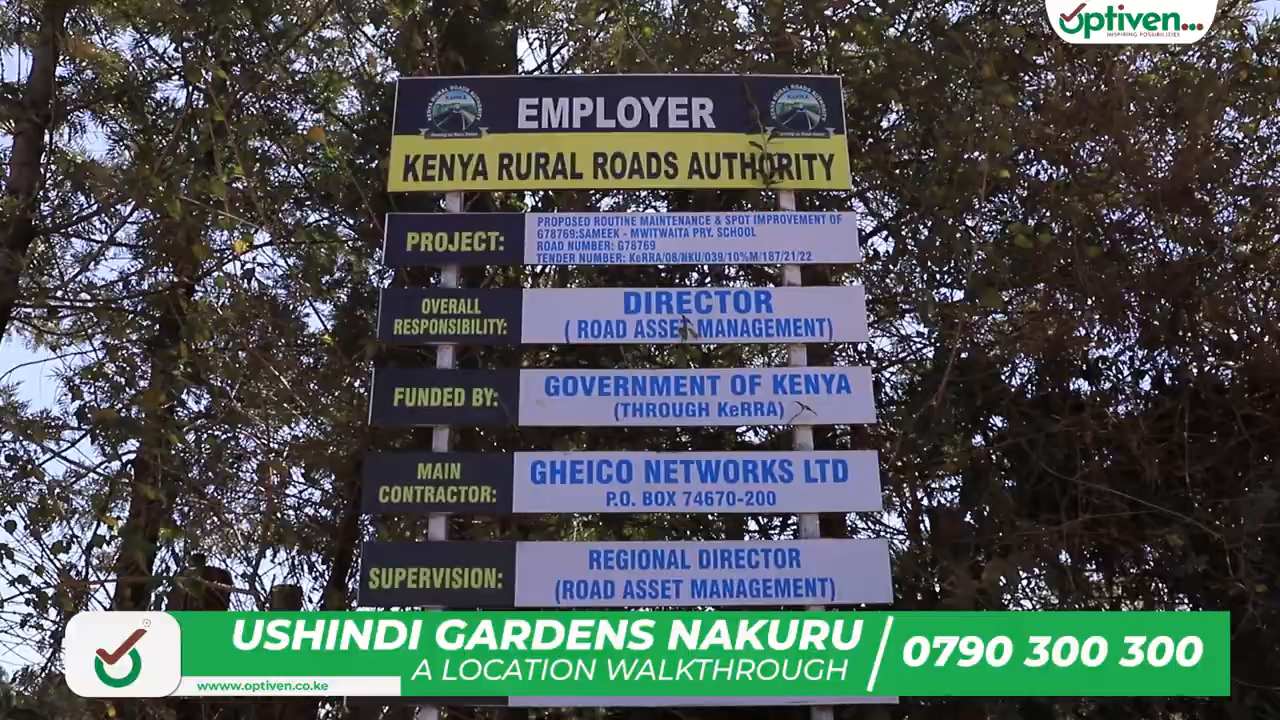 Optiven...
INSPIRING POSSIBILITIES
EMPLOYER
KENYA RURAL ROADS AUTHORITY
PROJECT:
PROPOSED ROUTINE MAINTENANCE & SPOT IMPROVEMENT OF
G78769:SAMEEK - MWITWAITA PRY. SCHOOL
ROAD NUMBER: G78769
TENDER NUMBER: KeRRA/08/NKU/039/10%M/187/21/22
OVERALL
RESPONSIBILITY:
DIRECTOR
( ROAD ASSET MANAGEMENT)
FUNDED BY:
GOVERNMENT OF KENYA
(THROUGH KeRRA)
MAIN
CONTRACTOR:
GHEICO NETWORKS LTD
P.O. BOX 74670-200
SUPERVISION:
REGIONAL DIRECTOR
(ROAD ASSET MANAGEMENT)
USHINDI GARDENS NAKURU
A LOCATION WALKTHROUGH
0790 300 300
www.optiven.co.ke